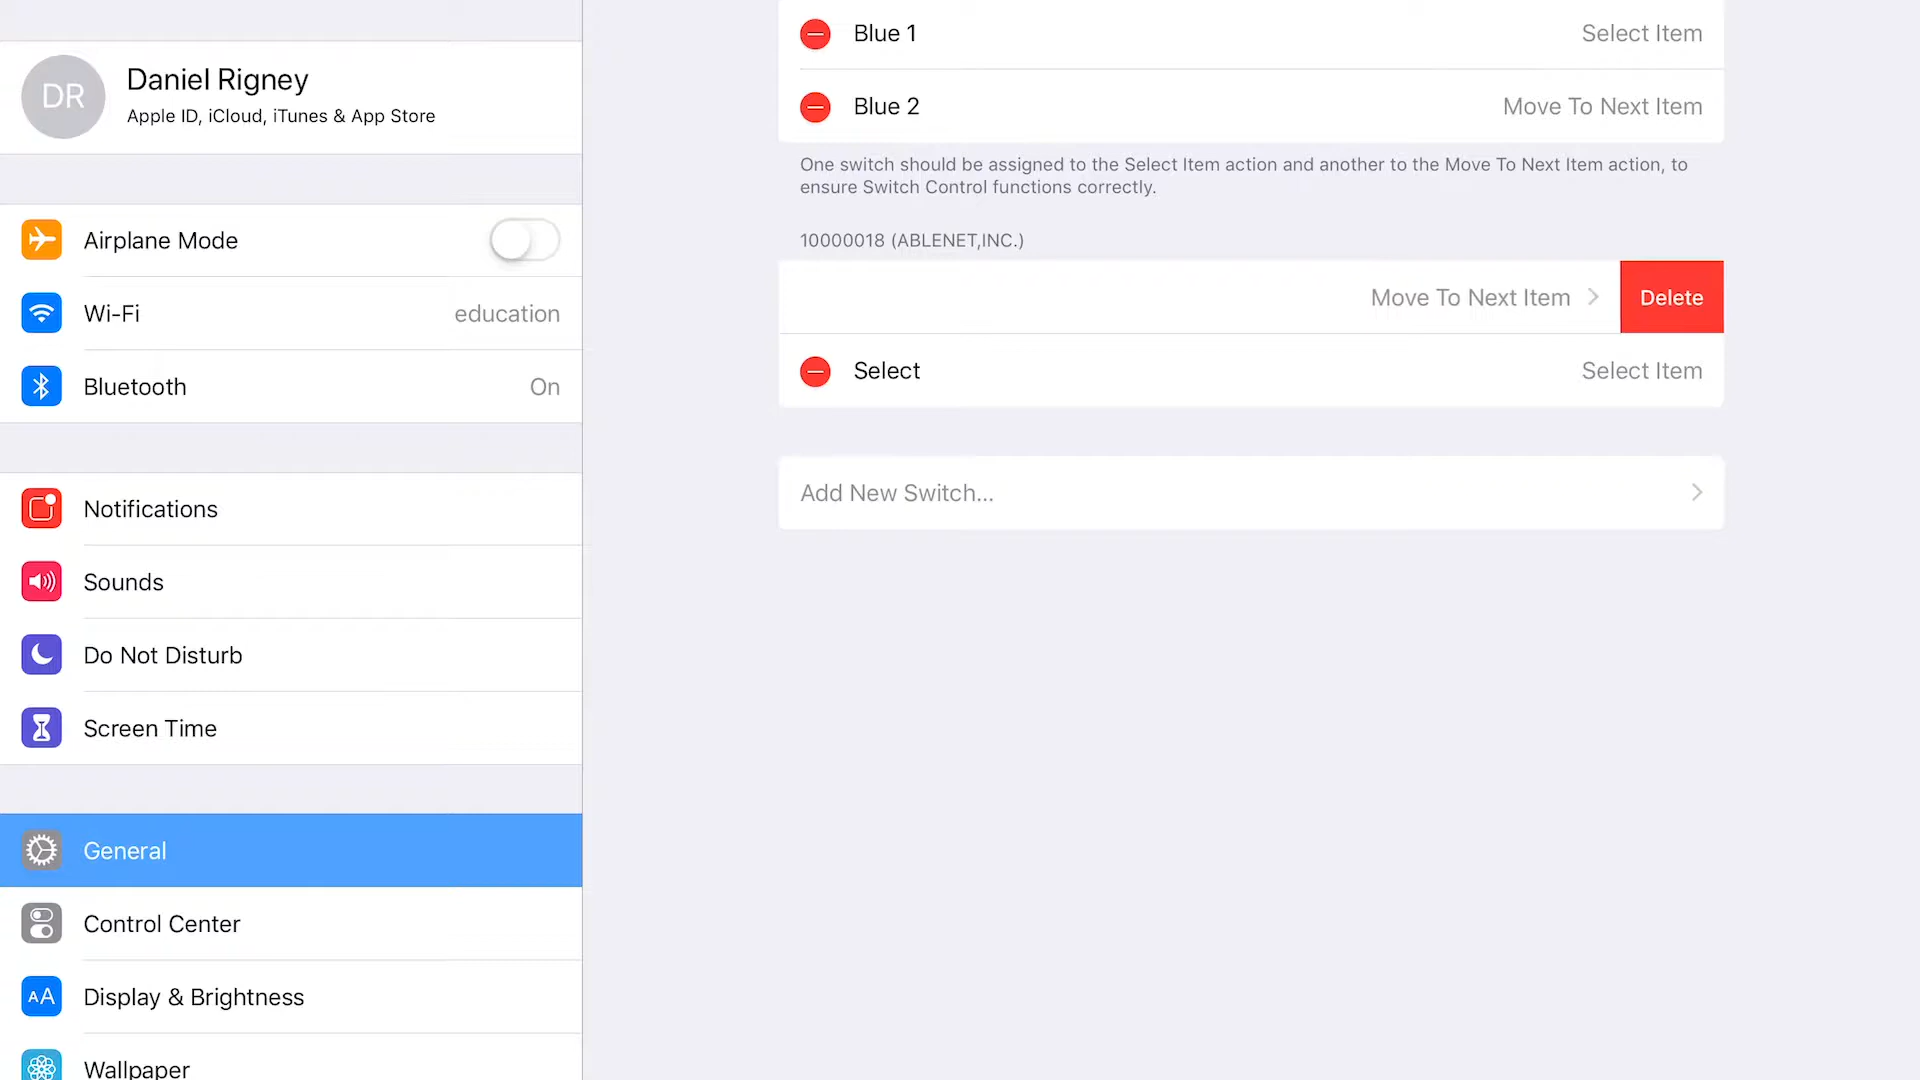 DR
Daniel Rigney
Apple ID, iCloud, iTunes & App Store
Airplane Mode
Wi-Fi education
Bluetooth On
Notifications
Sounds
Do Not Disturb
Screen Time
General
Control Center
AA Display & Brightness
Wallpaper
Blue 1 Select Item
Blue 2 Move To Next Item
One switch should be assigned to the Select Item action and another to the Move To Next Item action, to
ensure Switch Control functions correctly.
10000018 (ABLENET,INC.)
Move To Next Item Delete
Select Select Item
Add New Switch...